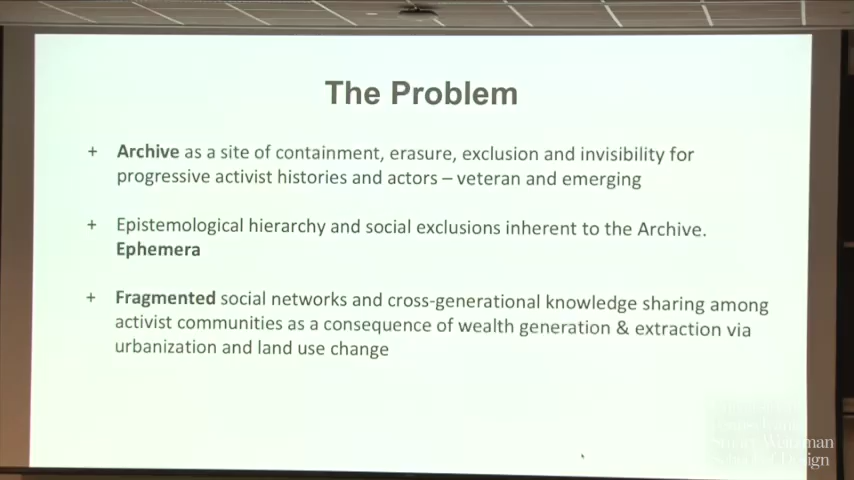 The Problem
+ Archive as a site of containment, erasure, exclusion and invisibility for
progressive activist histories and actors – veteran and emerging
+ Epistemological hierarchy and social exclusions inherent to the Archive.
Ephemera
+ Fragmented social networks and cross-generational knowledge sharing among
activist communities as a consequence of wealth generation & extraction via
urbanization and land use change
Stuart Weitzman
Design